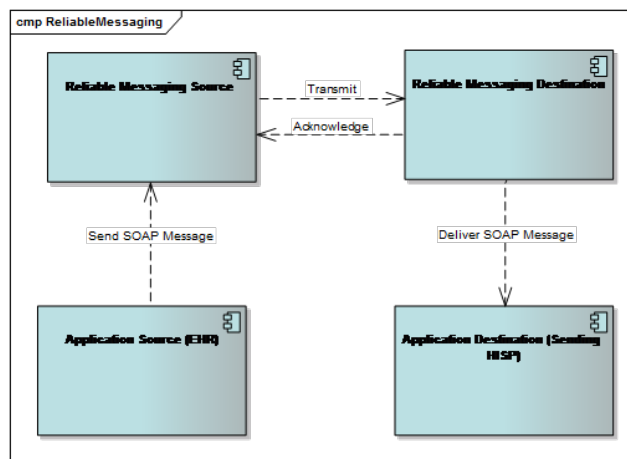 cmp ReliableMessaging
Reliable Messaging Source
Reliable Messaging Destination
Transmit
Acknowledge
Send SOAP Message
Deliver SOAP Message
Application Source (EHR)
Application Destination (Sending
HISP)